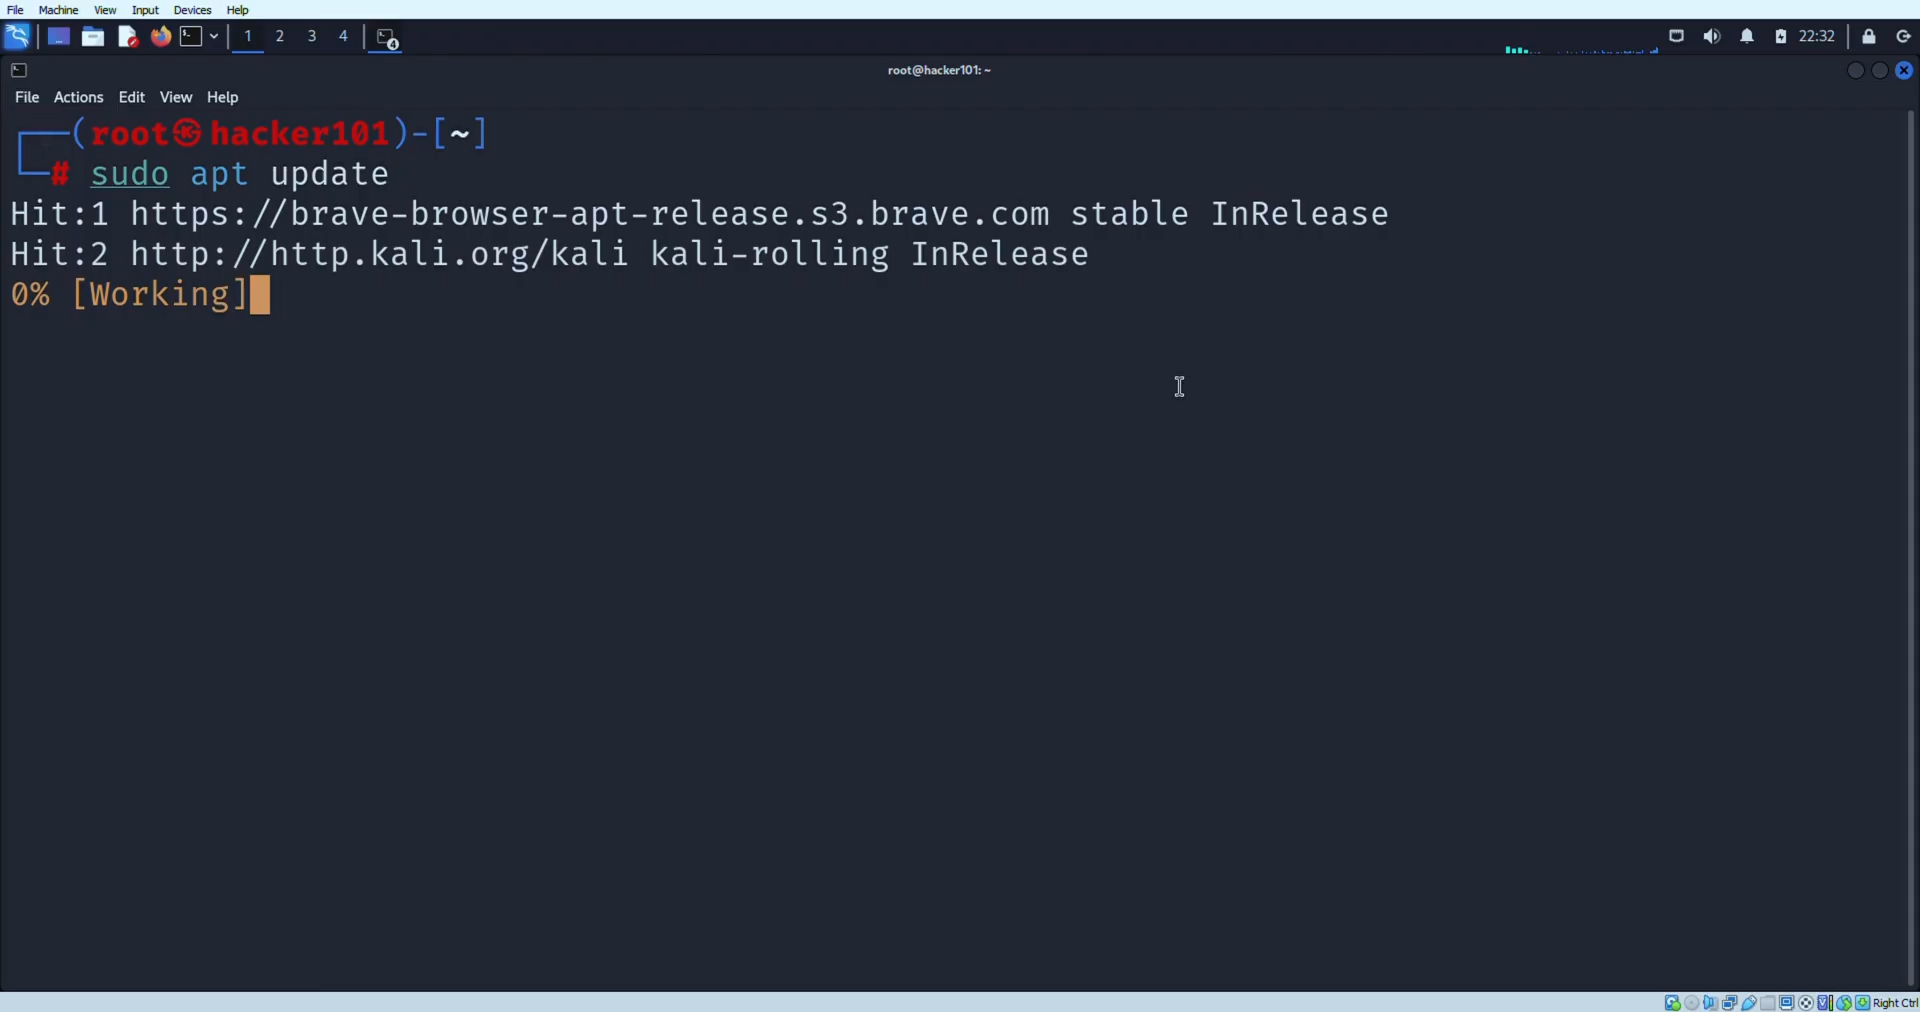 File Machine View Input Devices Help
1 2 3 4 4 22:32
root@hacker101: ~
File Actions Edit View Help
┌──(root㉿hacker101)-[~]
└─# sudo apt update
Hit:1 https://brave-browser-apt-release.s3.brave.com stable InRelease
Hit:2 http://http.kali.org/kali kali-rolling InRelease
0% [Working]
Right Ctrl